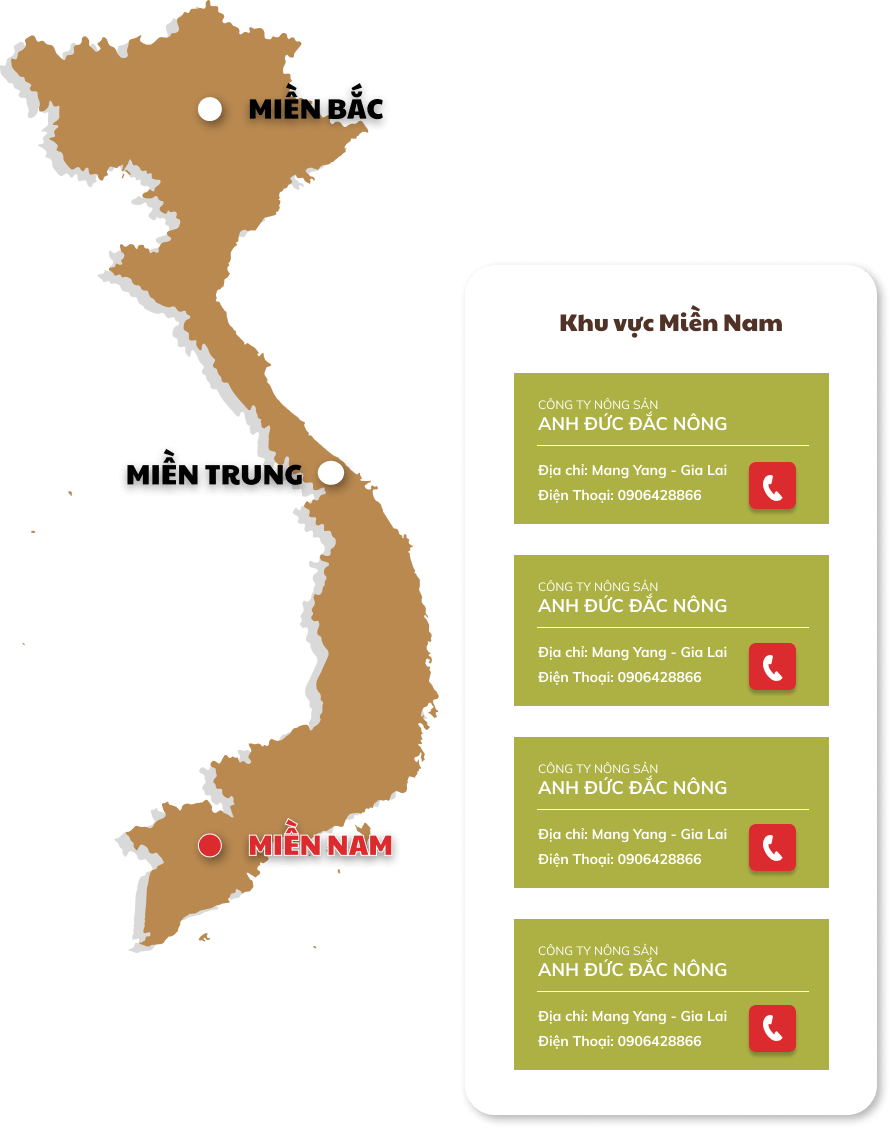 MIỀN BẮC
MIỀN TRUNG
MIỀN NAM
Khu vực Miền Nam
CÔNG TY NÔNG SẢN
ANH ĐỨC ĐẮC NÔNG
Địa chỉ: Mang Yang - Gia Lai
Điện Thoại: 0906428866
CÔNG TY NÔNG SẢN
ANH ĐỨC ĐẮC NÔNG
Địa chỉ: Mang Yang - Gia Lai
Điện Thoại: 0906428866
CÔNG TY NÔNG SẢN
ANH ĐỨC ĐẮC NÔNG
Địa chỉ: Mang Yang - Gia Lai
Điện Thoại: 0906428866
CÔNG TY NÔNG SẢN
ANH ĐỨC ĐẮC NÔNG
Địa chỉ: Mang Yang - Gia Lai
Điện Thoại: 0906428866